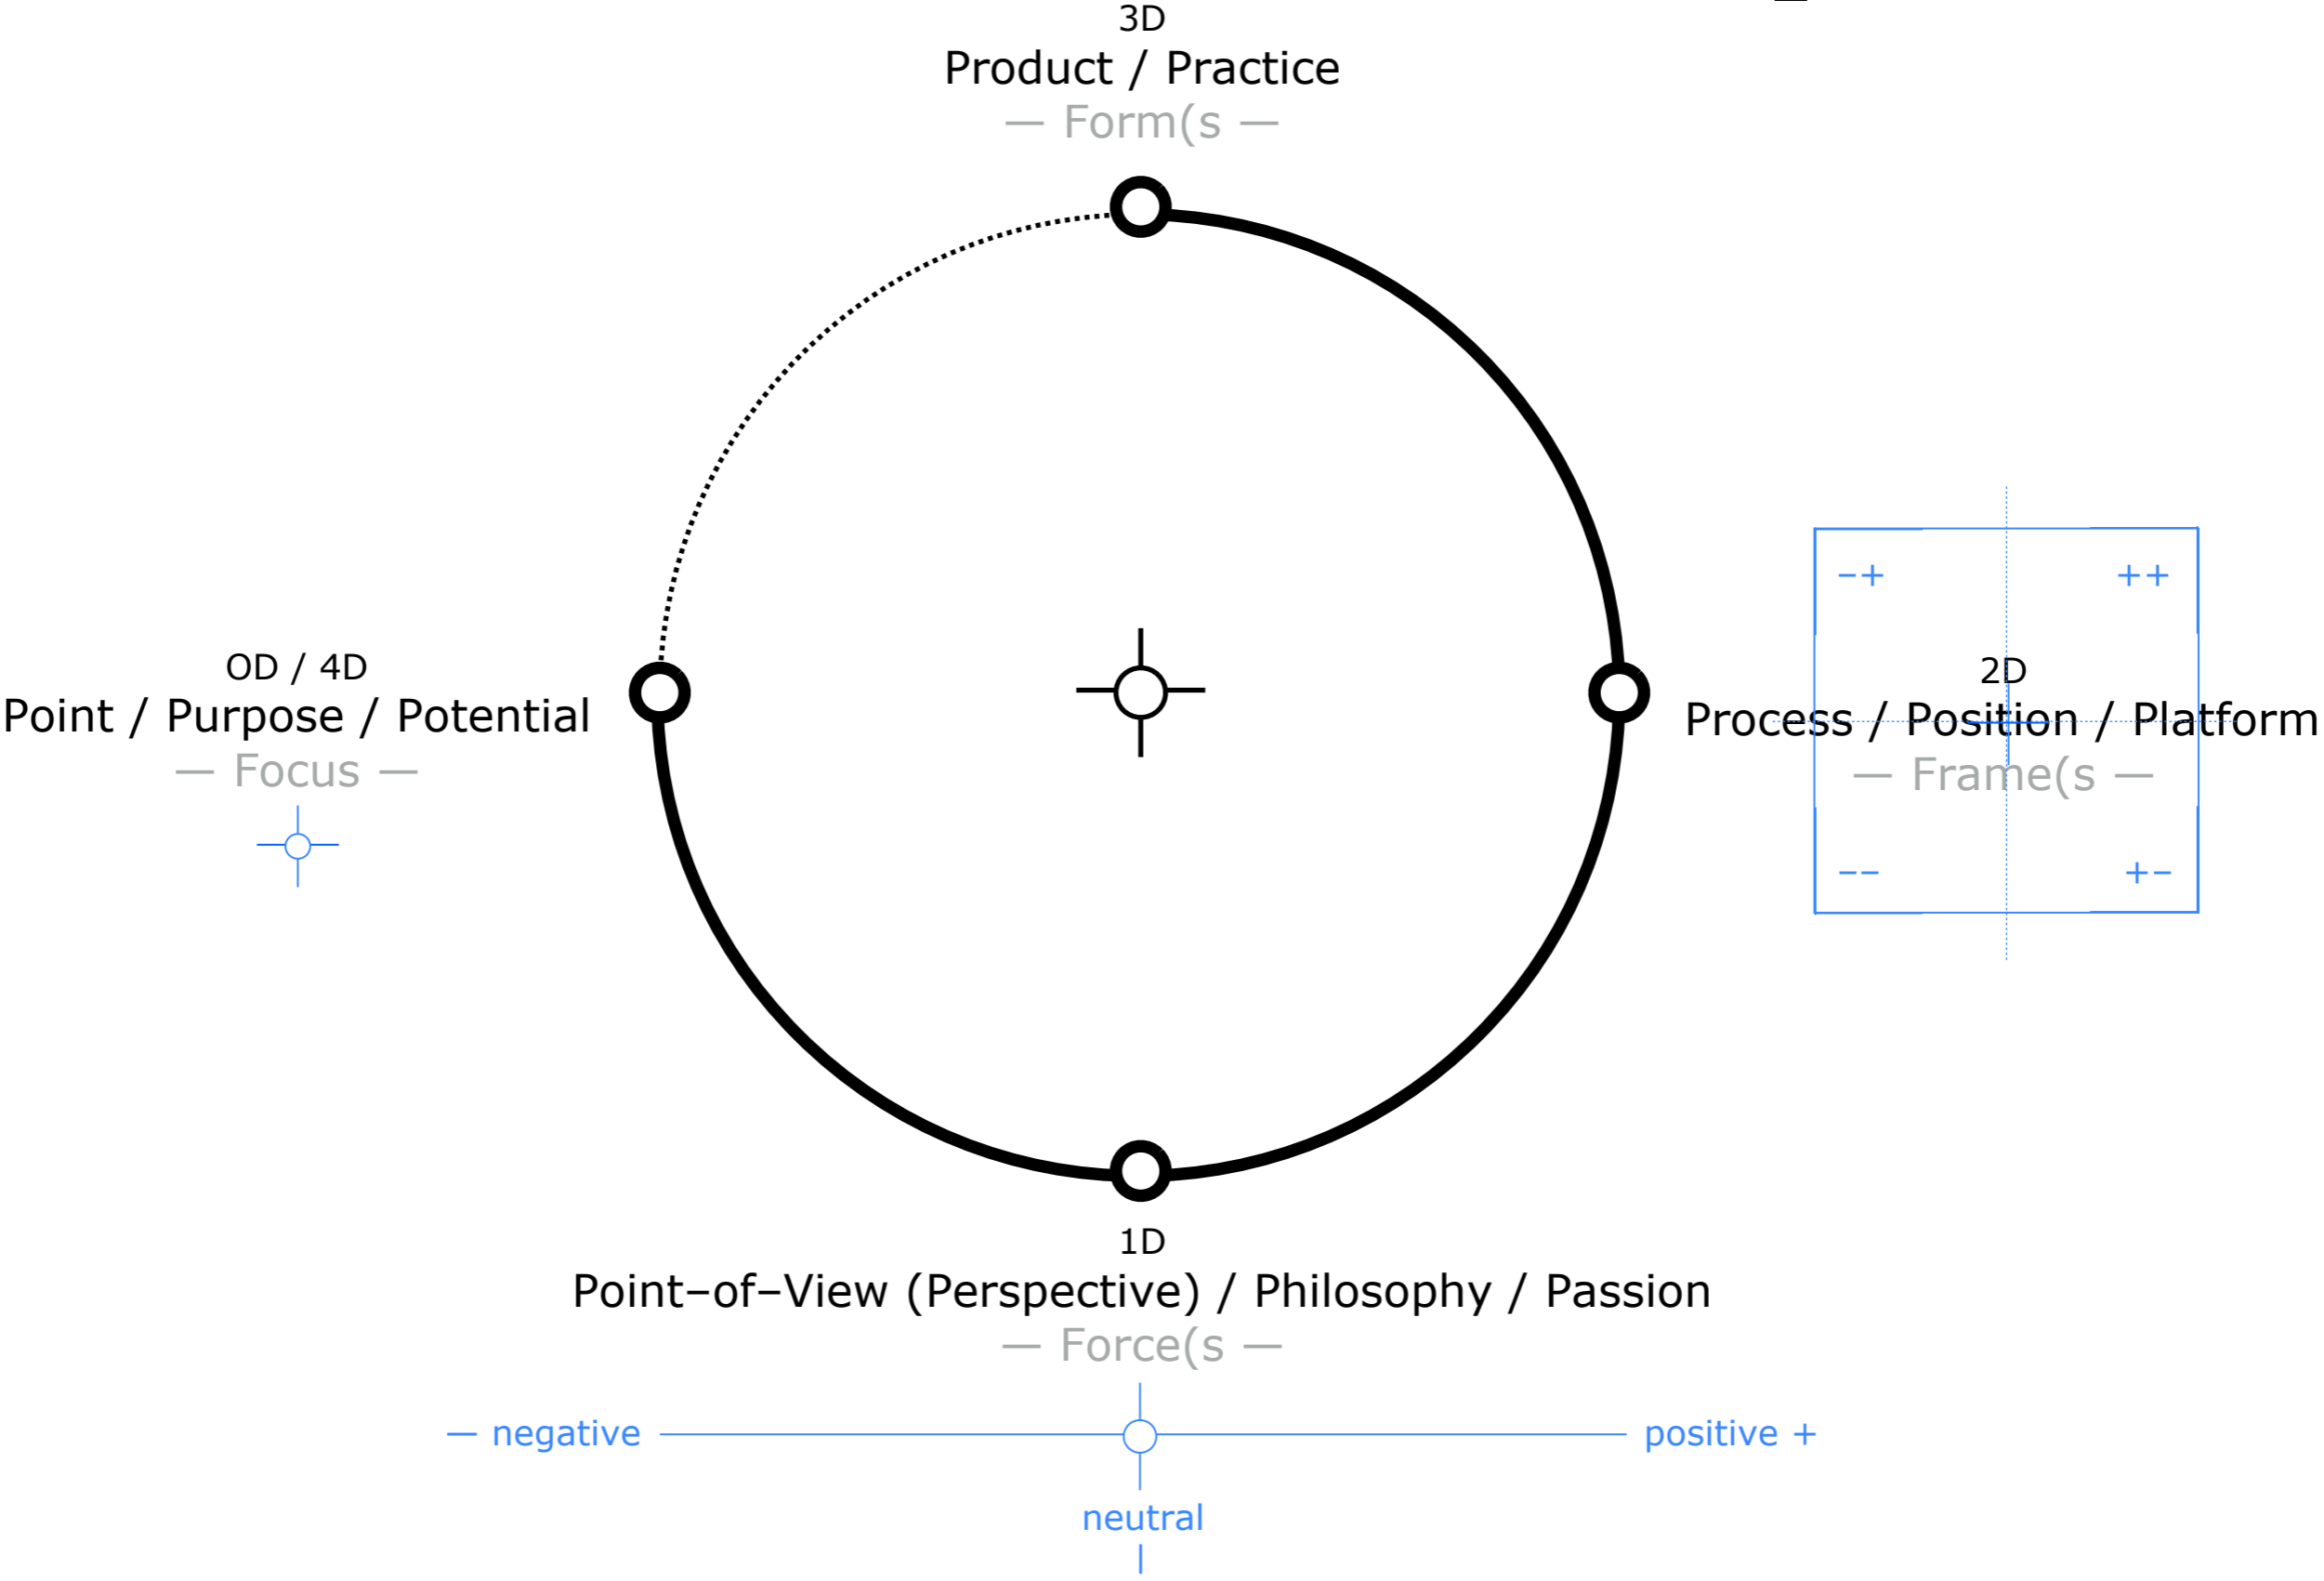 3D
Product / Practice
— Form(s —
OD / 4D
Point / Purpose / Potential
— Focus —
–+ ++
2D
Process / Position / Platform
— Frame(s —
–– +–
1D
Point–of–View (Perspective) / Philosophy / Passion
— Force(s —
— negative positive +
neutral
|